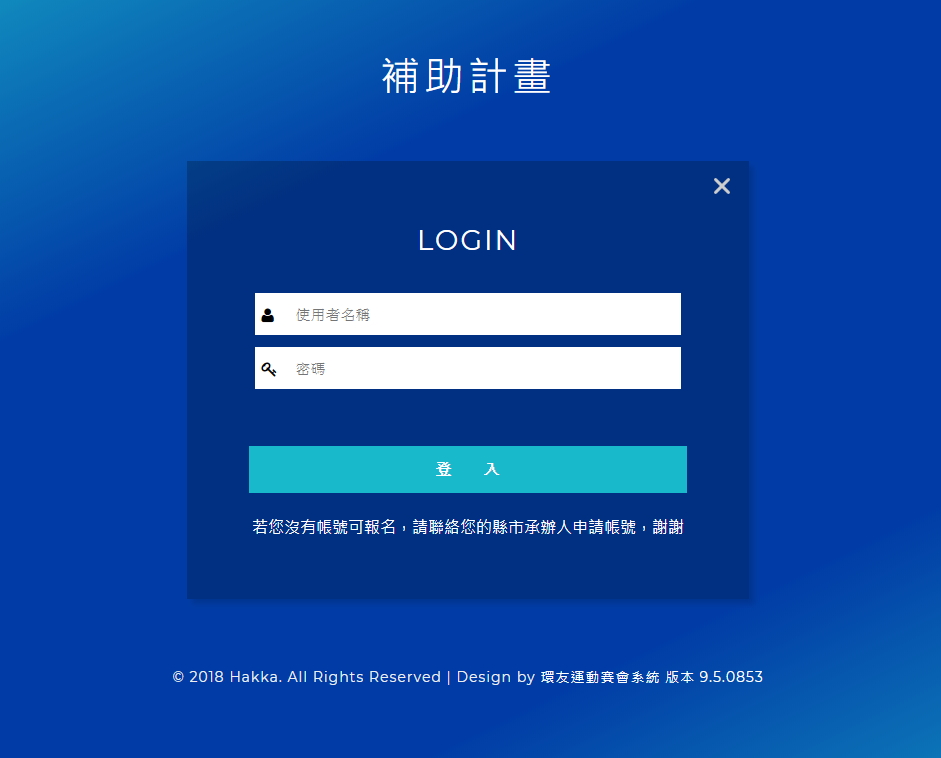 補助計畫
LOGIN
使用者名稱
密碼
登 入
若您沒有帳號可報名，請聯絡您的縣市承辦人申請帳號，謝謝
© 2018 Hakka. All Rights Reserved | Design by 環友運動賽會系統 版本 9.5.0853